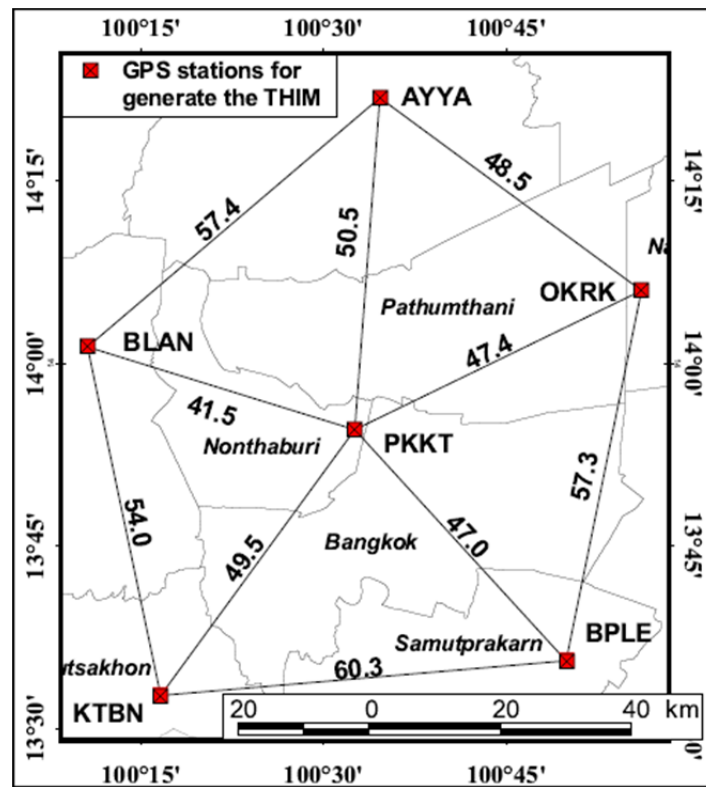 100°15' 100°30' 100°45'
GPS stations for
generate the THIM
AYYA
14°15' 14°15'
48.5
57.4
50.5
Na
OKRK
Pathumthani
BLAN
14°00' 14°00'
47.4
41.5
Nonthaburi
PKKT
57.3
54.0
49.5
47.0
13°45' 13°45'
Bangkok
BPLE
Samutprakarn
utsakhon
60.3
KTBN
20 0 20 40 km
13°30'
100°15' 100°30' 100°45'